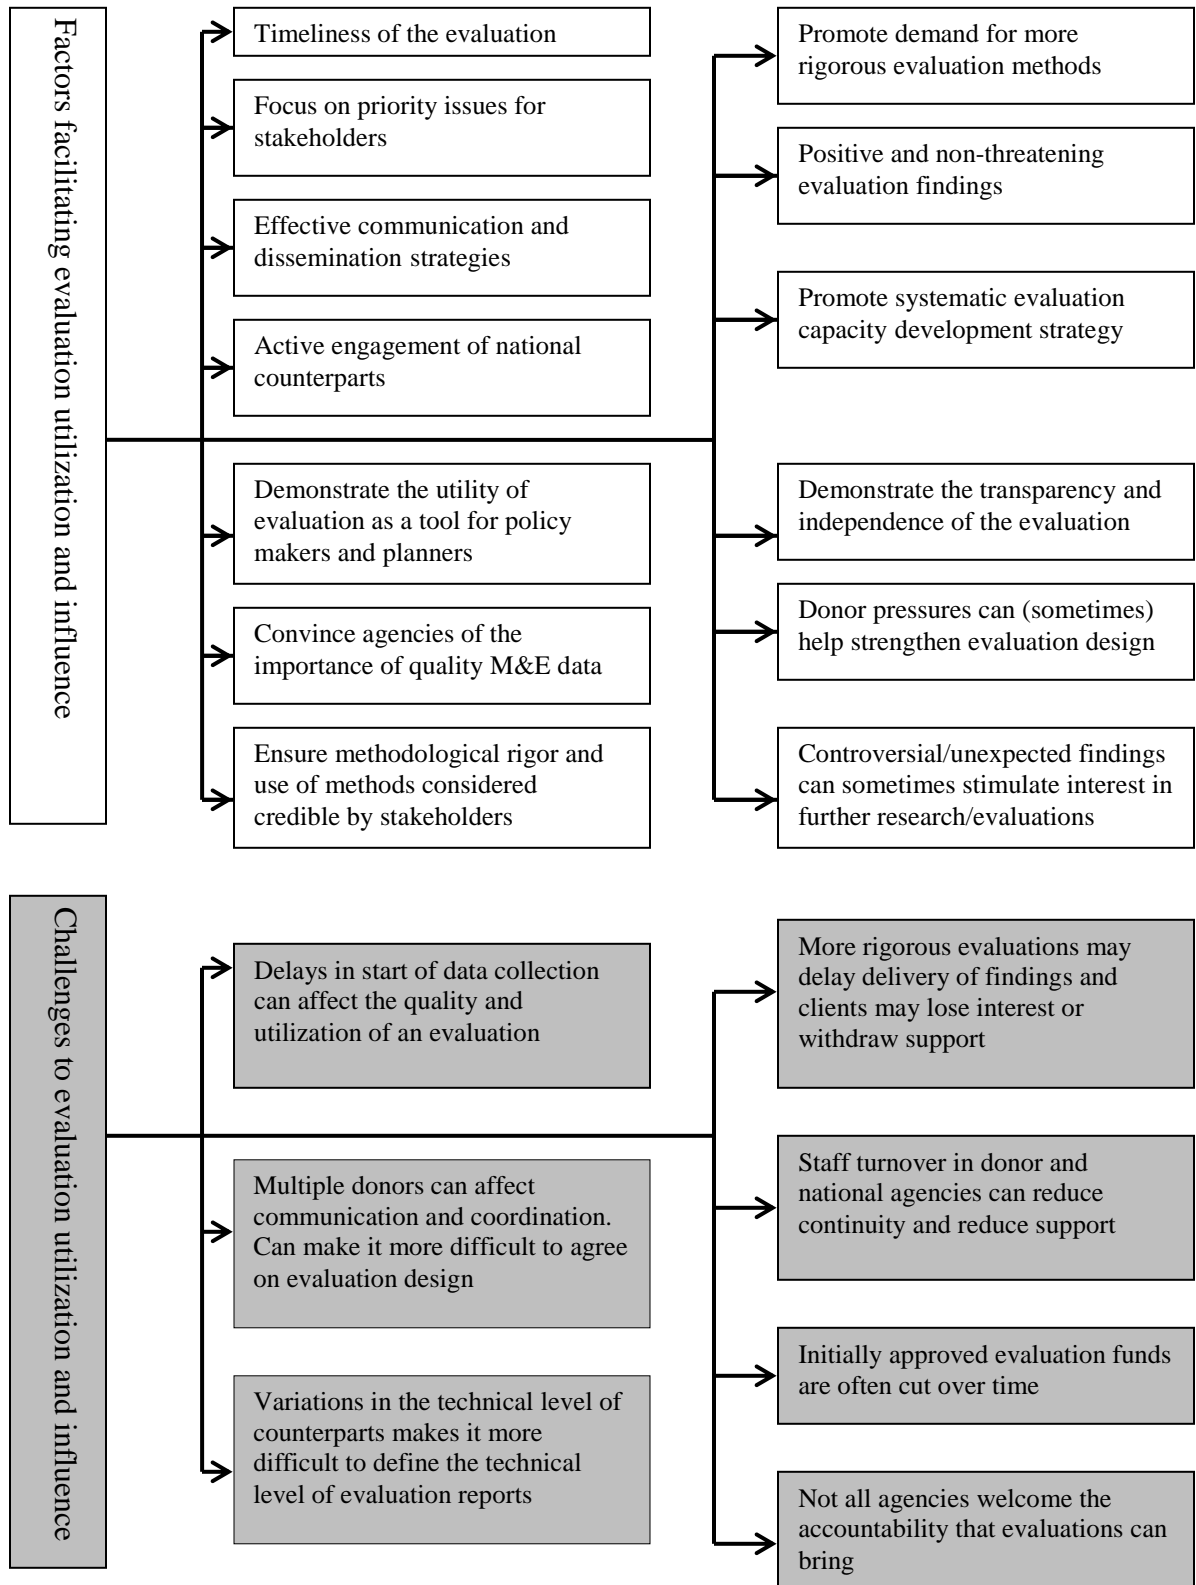 Factors facilitating evaluation utilization and influence
Timeliness of the evaluation
Focus on priority issues for
stakeholders
Effective communication and
dissemination strategies
Active engagement of national
counterparts
Demonstrate the utility of
evaluation as a tool for policy
makers and planners
Convince agencies of the
importance of quality M&E data
Ensure methodological rigor and
use of methods considered
credible by stakeholders
Promote demand for more
rigorous evaluation methods
Positive and non-threatening
evaluation findings
Promote systematic evaluation
capacity development strategy
Demonstrate the transparency and
independence of the evaluation
Donor pressures can (sometimes)
help strengthen evaluation design
Controversial/unexpected findings
can sometimes stimulate interest in
further research/evaluations
Challenges to evaluation utilization and influence
Delays in start of data collection
can affect the quality and
utilization of an evaluation
Multiple donors can affect
communication and coordination.
Can make it more difficult to agree
on evaluation design
Variations in the technical level of
counterparts makes it more
difficult to define the technical
level of evaluation reports
More rigorous evaluations may
delay delivery of findings and
clients may lose interest or
withdraw support
Staff turnover in donor and
national agencies can reduce
continuity and reduce support
Initially approved evaluation funds
are often cut over time
Not all agencies welcome the
accountability that evaluations can
bring